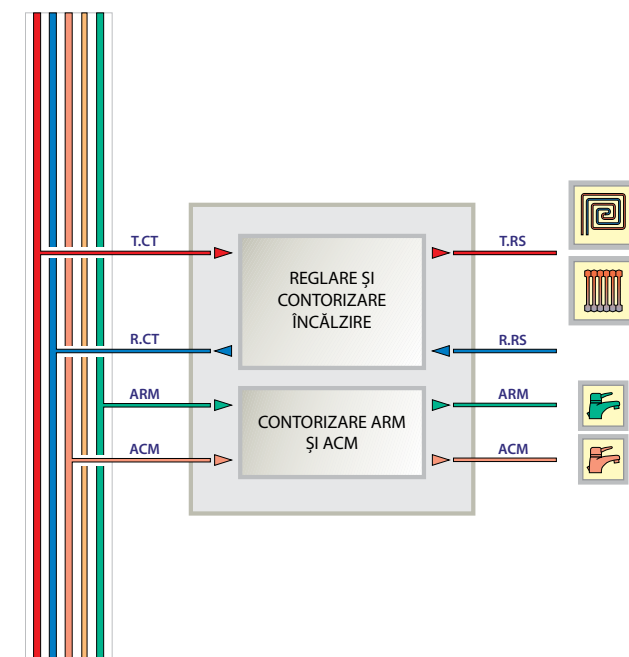 T.CT
T.RS
REGLARE ȘI
CONTORIZARE
ÎNCĂLZIRE
R.CT
R.RS
ARM
ARM
CONTORIZARE ARM
ȘI ACM
ACM
ACM